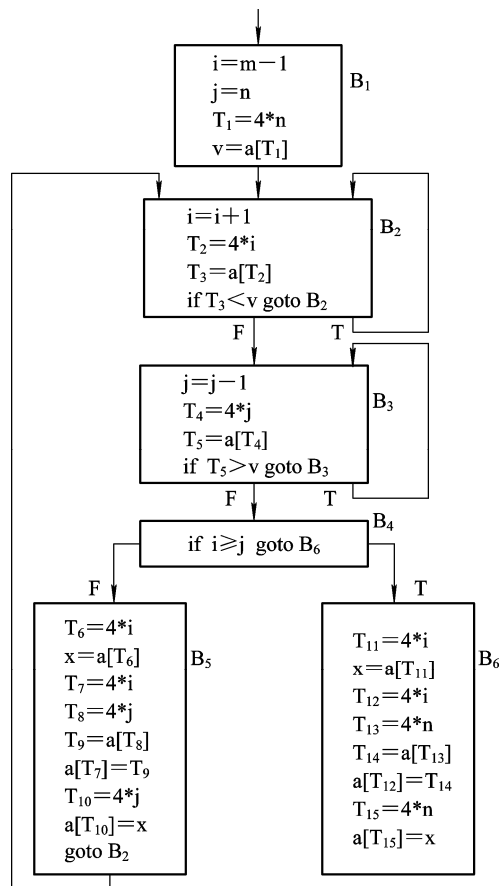 i=m−1
j=n
T₁=4*n
v=a[T₁]
B₁
i=i+1
T₂=4*i
T₃=a[T₂]
if T₃<v goto B₂
B₂
F
T
j=j−1
T₄=4*j
T₅=a[T₄]
if T₅>v goto B₃
B₃
F
T
B₄
if i≥j goto B₆
F
T
T₆=4*i
x=a[T₆]
T₇=4*i
T₈=4*j
T₉=a[T₈]
a[T₇]=T₉
T₁₀=4*j
a[T₁₀]=x
goto B₂
B₅
T₁₁=4*i
x=a[T₁₁]
T₁₂=4*i
T₁₃=4*n
T₁₄=a[T₁₃]
a[T₁₂]=T₁₄
T₁₅=4*n
a[T₁₅]=x
B₆